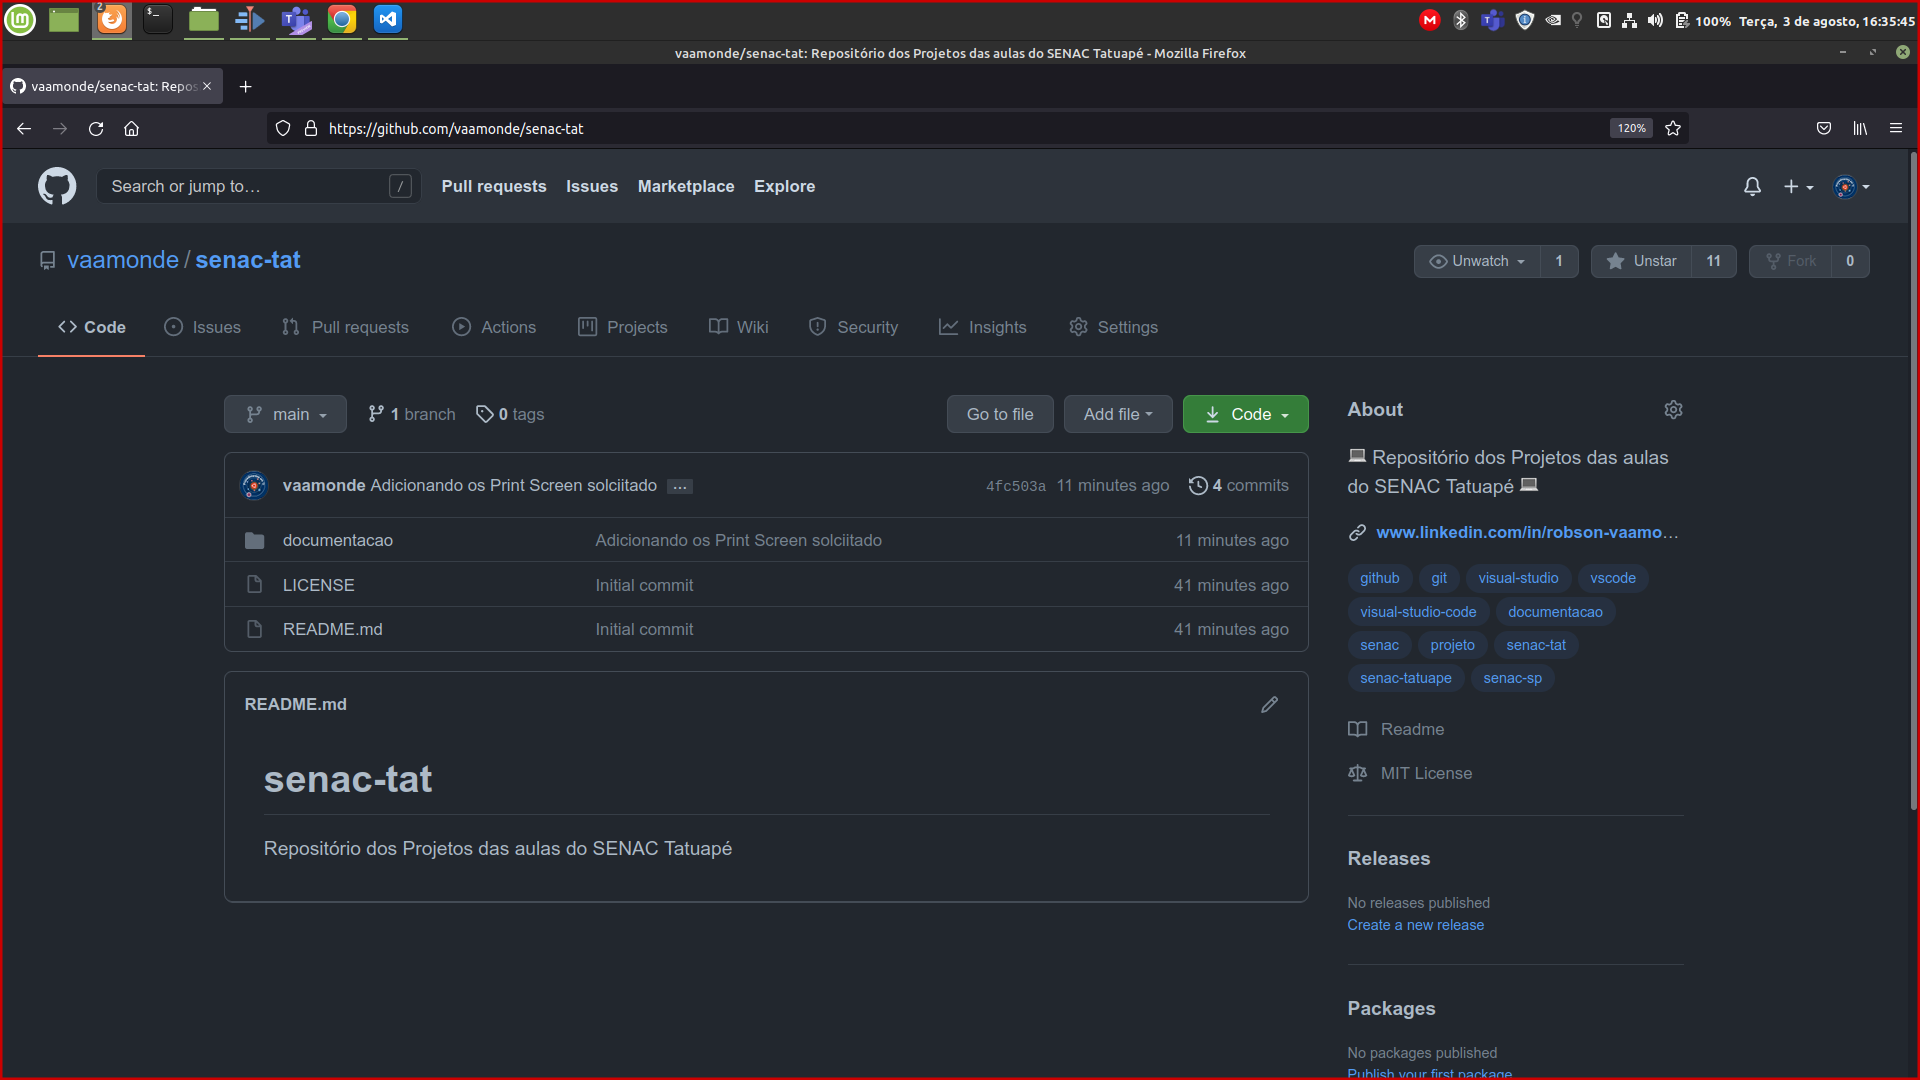 2
$_
100% Terça, 3 de agosto, 16:35:45
vaamonde/senac-tat: Repositório dos Projetos das aulas do SENAC Tatuapé - Mozilla Firefox
vaamonde/senac-tat: Repos
https://github.com/vaamonde/senac-tat
120%
Search or jump to…
/
Pull requests
Issues
Marketplace
Explore
vaamonde / senac-tat
Unwatch 1
Unstar 11
Fork 0
Code
Issues
Pull requests
Actions
Projects
Wiki
Security
Insights
Settings
main
1 branch
0 tags
Go to file
Add file
Code
vaamonde Adicionando os Print Screen solciitado …
4fc503a 11 minutes ago
4 commits
documentacao Adicionando os Print Screen solciitado 11 minutes ago
LICENSE Initial commit 41 minutes ago
README.md Initial commit 41 minutes ago
README.md
senac-tat
Repositório dos Projetos das aulas do SENAC Tatuapé
About
💻 Repositório dos Projetos das aulas
do SENAC Tatuapé 💻
www.linkedin.com/in/robson-vaamo…
github git visual-studio vscode
visual-studio-code documentacao
senac projeto senac-tat
senac-tatuape senac-sp
Readme
MIT License
Releases
No releases published
Create a new release
Packages
No packages published
Publish your first package